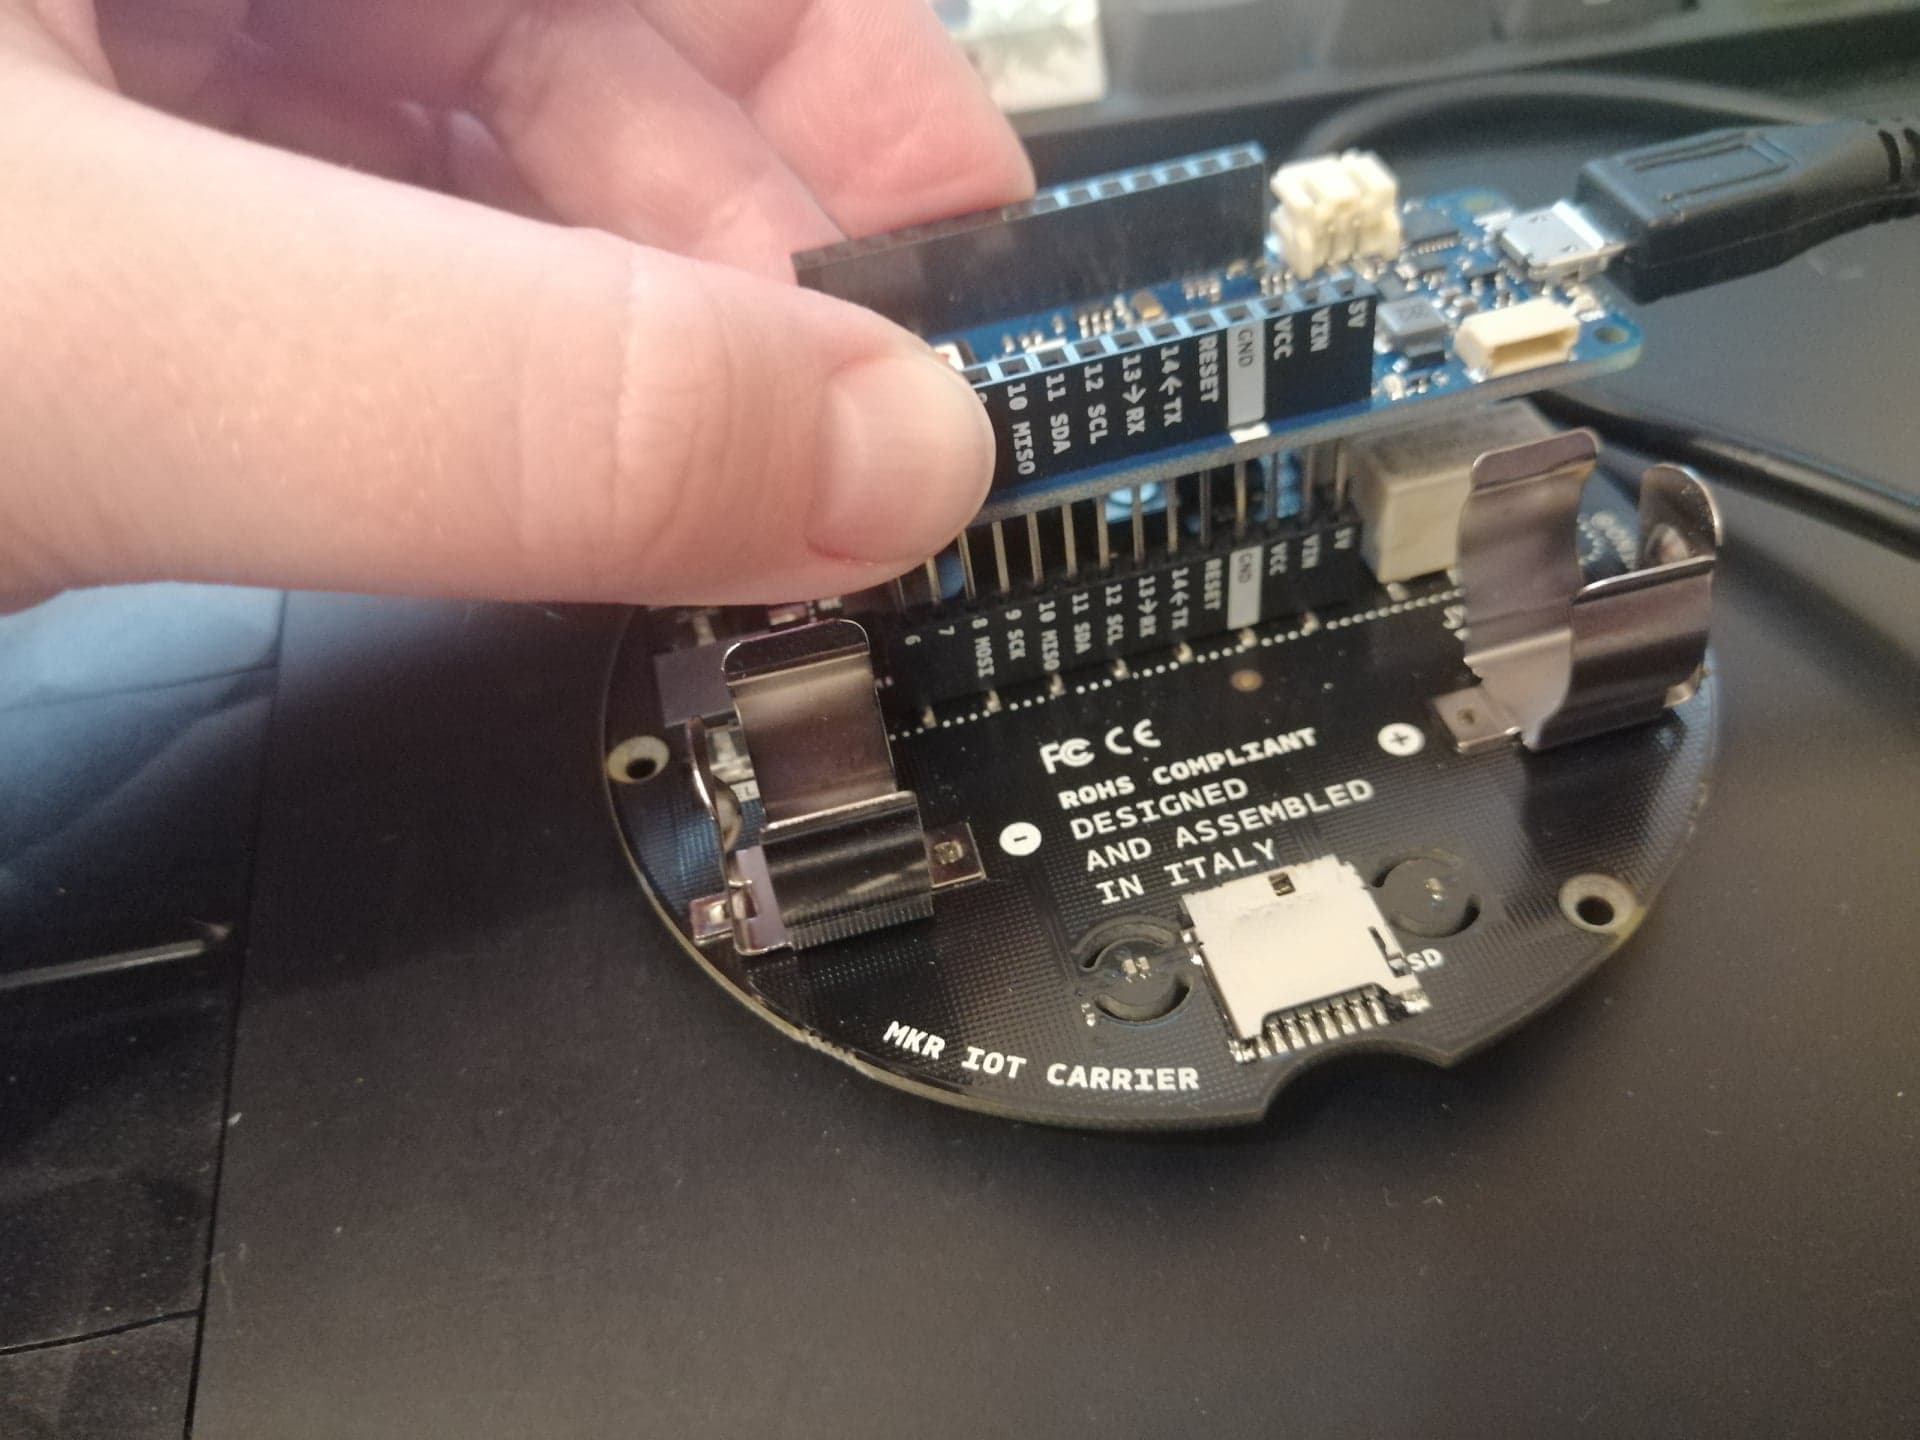 5V
VIN
VCC
GND
RESET
14←TX
13→RX
12 SCL
11 SDA
10 MISO
5V
VIN
VCC
GND
RESET
14←TX
13→RX
12 SCL
11 SDA
10 MISO
9 SCK
8 MOSI
7
6
FC CE
ROHS COMPLIANT
DESIGNED
AND ASSEMBLED
IN ITALY
+
-
SD
MKR IOT CARRIER